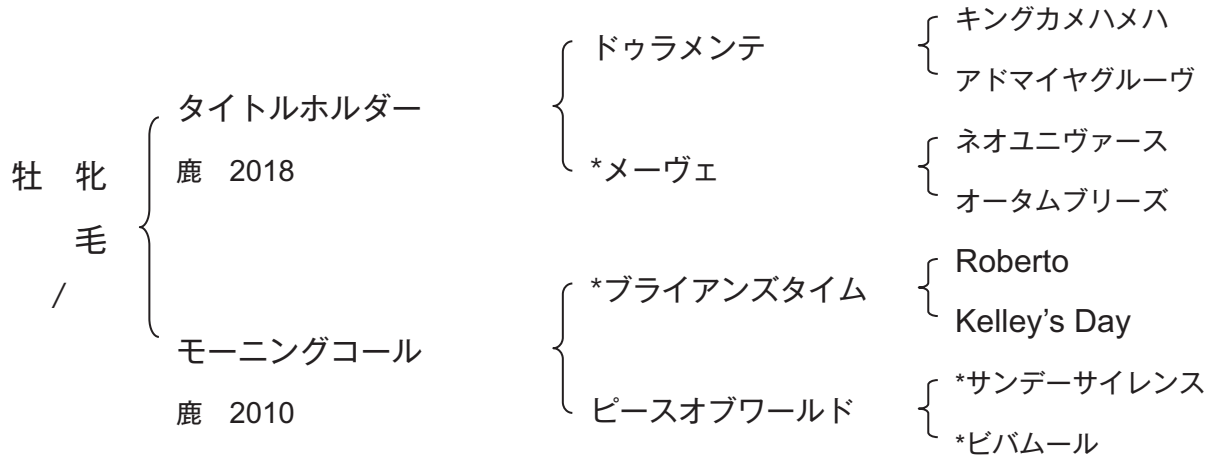 牡 牝
毛
/
タイトルホルダー
鹿 2018
モーニングコール
鹿 2010
ドゥラメンテ
*メーヴェ
*ブライアンズタイム
ピースオブワールド
キングカメハメハ
アドマイヤグルーヴ
ネオユニヴァース
オータムブリーズ
Roberto
Kelley’s Day
*サンデーサイレンス
*ビバムール